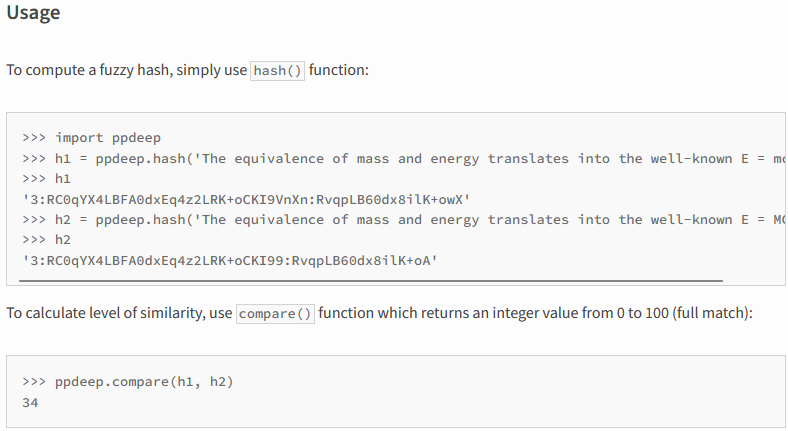 Usage
To compute a fuzzy hash, simply use hash() function:
>>> import ppdeep
>>> h1 = ppdeep.hash('The equivalence of mass and energy translates into the well-known E = mc
>>> h1
'3:RC0qYX4LBFA0dxEq4z2LRK+oCKI9VnXn:RvqpLB60dx8ilK+owX'
>>> h2 = ppdeep.hash('The equivalence of mass and energy translates into the well-known E = MC
>>> h2
'3:RC0qYX4LBFA0dxEq4z2LRK+oCKI99:RvqpLB60dx8ilK+oA'
To calculate level of similarity, use compare() function which returns an integer value from 0 to 100 (full match):
>>> ppdeep.compare(h1, h2)
34